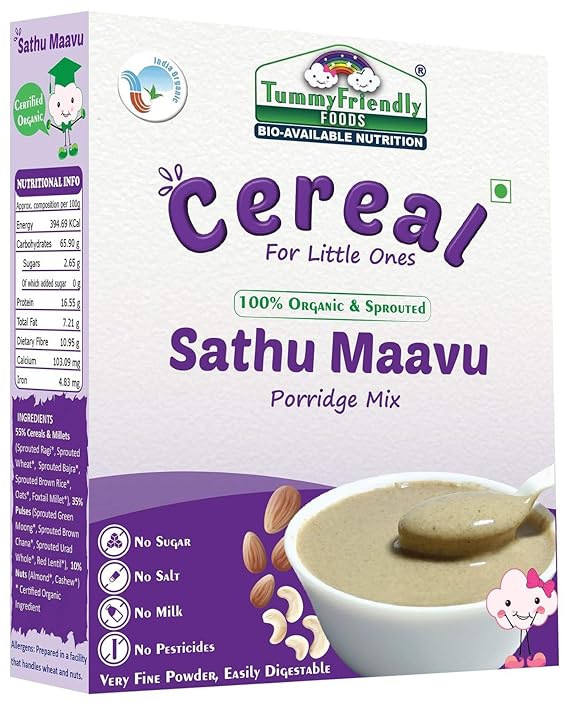 Sathu Maavu
Certified
Organic
NUTRITIONAL INFO
Approx. composition per 100g
Energy 394.69 KCal
Carbohydrates 65.90 g
Sugars 2.65 g
Of which added sugar 0 g
Protein 16.55 g
Total Fat 7.21 g
Dietary Fibre 10.95 g
Calcium 103.09 mg
Iron 4.83 mg
INGREDIENTS
55% Cereals & Millets
(Sprouted Ragi*, Sprouted
Wheat*, Sprouted Bajra*,
Sprouted Brown Rice*,
Oats*, Foxtail Millet*), 35%
Pulses (Sprouted Green
Moong*, Sprouted Brown
Chana*, Sprouted Urad
Whole*, Red Lentil*), 10%
Nuts (Almond*, Cashew*)
* Certified Organic
Ingredient
Allergens: Prepared in a facility
that handles wheat and nuts.
India Organic
TummyFriendly ®
FOODS
BIO-AVAILABLE NUTRITION
Cereal
For Little Ones
100% Organic & Sprouted
Sathu Maavu
Porridge Mix
No Sugar
No Salt
No Milk
No Pesticides
Very Fine Powder, Easily Digestable